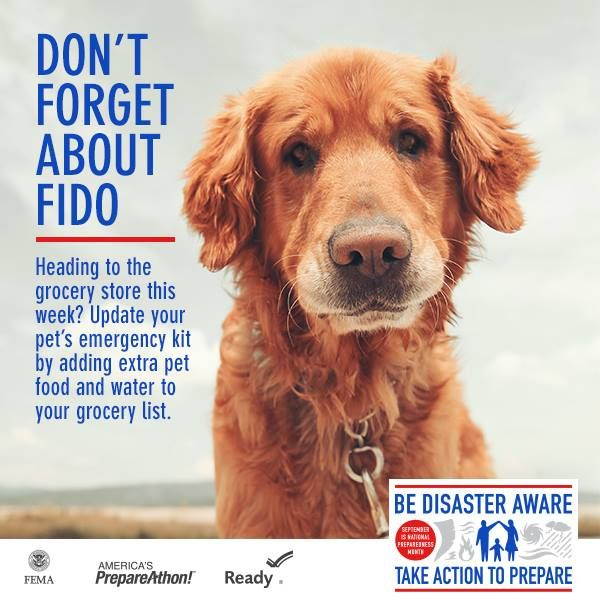 DON'T
FORGET
ABOUT
FIDO
Heading to the
grocery store this
week? Update your
pet's emergency kit
by adding extra pet
food and water to
your grocery list.
BE DISASTER AWARE
SEPTEMBER
IS NATIONAL
PREPAREDNESS
MONTH
TAKE ACTION TO PREPARE
FEMA
AMERICA'S
PrepareAthon!
Ready